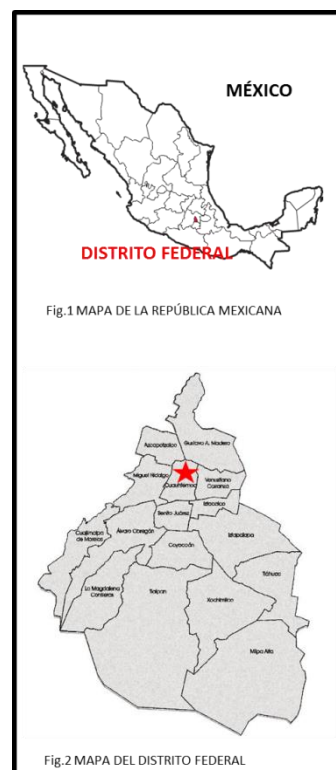 MÉXICO
DISTRITO FEDERAL
Fig.1 MAPA DE LA REPÚBLICA MEXICANA
Azcapotzalco
Gustavo A. Madero
Miguel Hidalgo
Cuauhtémoc
Venustiano
Carranza
Iztacalco
Benito Juárez
Cuajimalpa
de Morelos
Álvaro Obregón
Coyoacán
Iztapalapa
La Magdalena
Contreras
Tlalpan
Xochimilco
Tláhuac
Milpa Alta
Fig.2 MAPA DEL DISTRITO FEDERAL